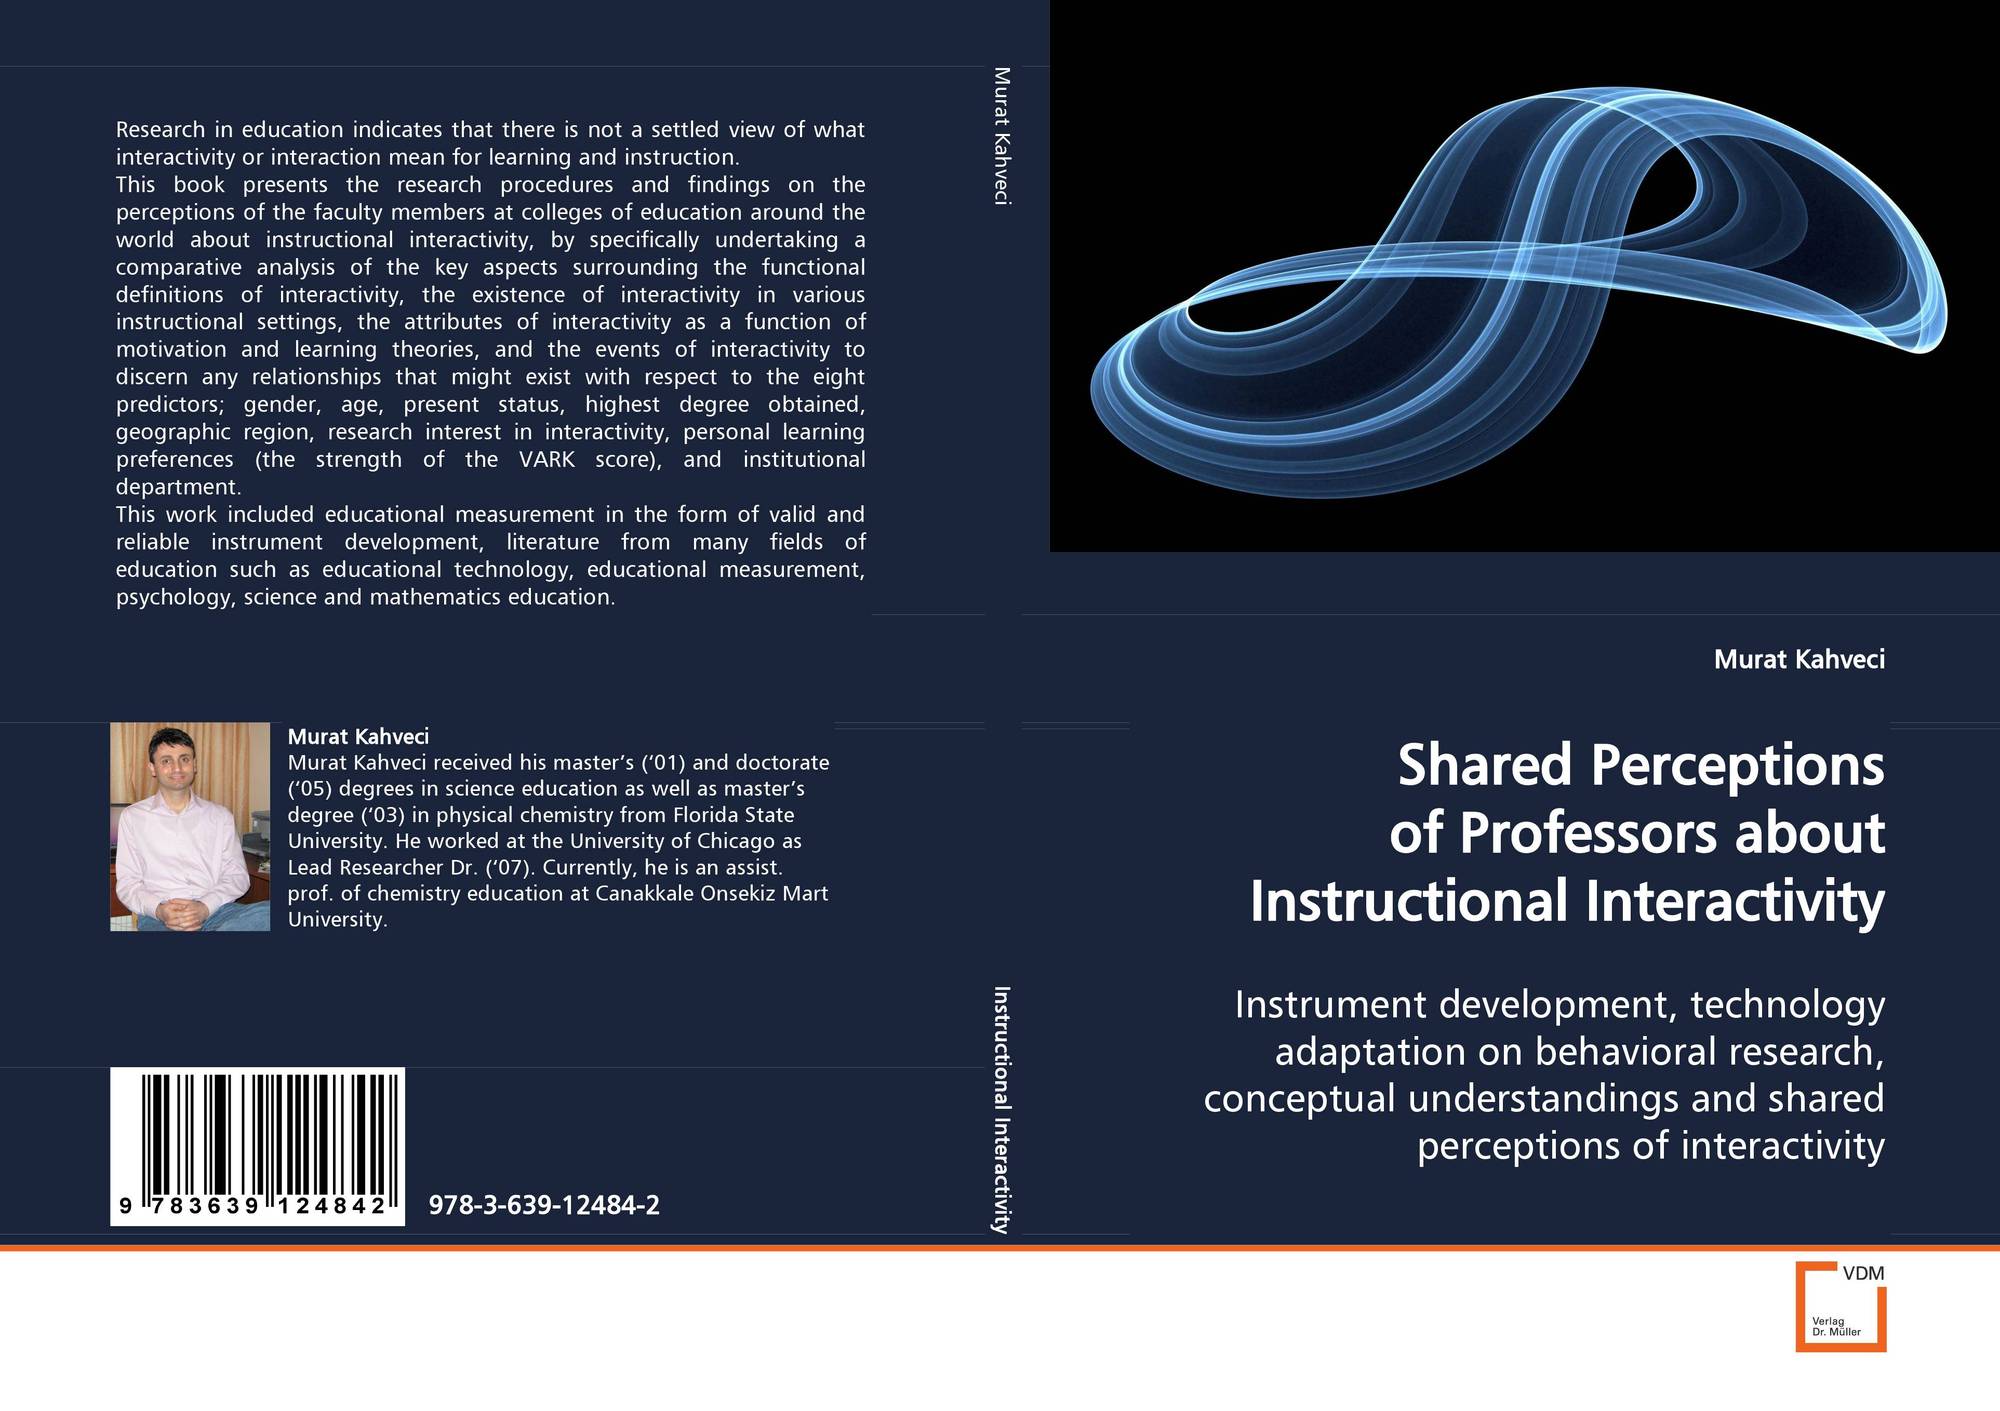 Research in education indicates that there is not a settled view of what
interactivity or interaction mean for learning and instruction.
This book presents the research procedures and findings on the
perceptions of the faculty members at colleges of education around the
world about instructional interactivity, by specifically undertaking a
comparative analysis of the key aspects surrounding the functional
definitions of interactivity, the existence of interactivity in various
instructional settings, the attributes of interactivity as a function of
motivation and learning theories, and the events of interactivity to
discern any relationships that might exist with respect to the eight
predictors; gender, age, present status, highest degree obtained,
geographic region, research interest in interactivity, personal learning
preferences (the strength of the VARK score), and institutional
department.
This work included educational measurement in the form of valid and
reliable instrument development, literature from many fields of
education such as educational technology, educational measurement,
psychology, science and mathematics education.
Murat Kahveci
Murat Kahveci received his master’s (‘01) and doctorate
(‘05) degrees in science education as well as master’s
degree (‘03) in physical chemistry from Florida State
University. He worked at the University of Chicago as
Lead Researcher Dr. (‘07). Currently, he is an assist.
prof. of chemistry education at Canakkale Onsekiz Mart
University.
9 783639 124842
978-3-639-12484-2
Murat Kahveci
Instructional Interactivity
Murat Kahveci
Shared Perceptions
of Professors about
Instructional Interactivity
Instrument development, technology
adaptation on behavioral research,
conceptual understandings and shared
perceptions of interactivity
VDM
Verlag
Dr. Müller